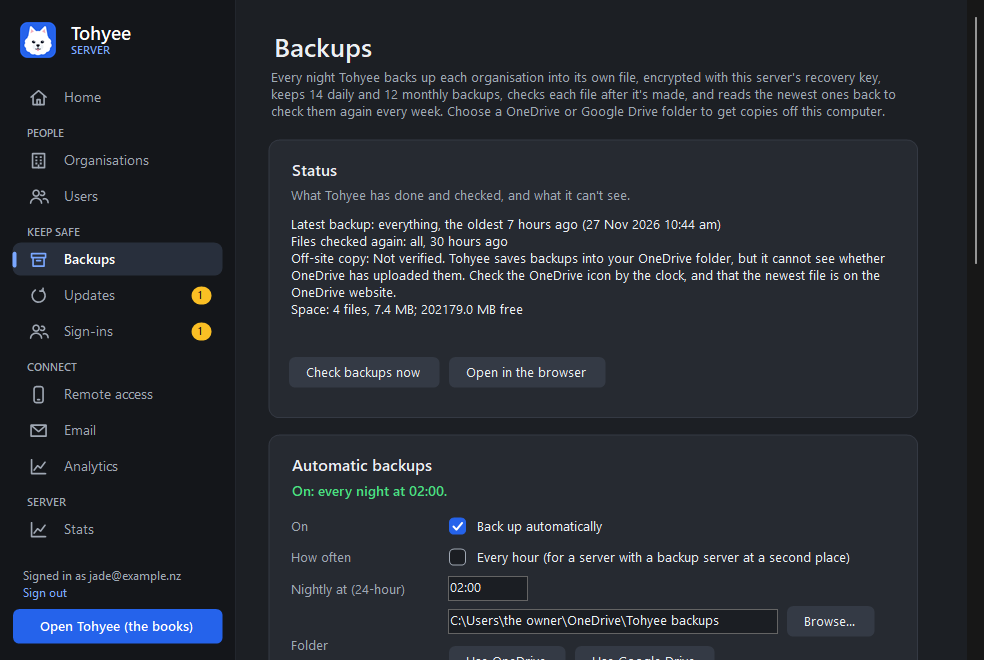 Tohyee
SERVER
Home
PEOPLE
Organisations
Users
KEEP SAFE
Backups
Updates
1
Sign-ins
1
CONNECT
Remote access
Email
Analytics
SERVER
Stats
Signed in as jade@example.nz
Sign out
Open Tohyee (the books)
Backups
Every night Tohyee backs up each organisation into its own file, encrypted with this server's recovery key,
keeps 14 daily and 12 monthly backups, checks each file after it's made, and reads the newest ones back to
check them again every week. Choose a OneDrive or Google Drive folder to get copies off this computer.
Status
What Tohyee has done and checked, and what it can't see.
Latest backup: everything, the oldest 7 hours ago (27 Nov 2026 10:44 am)
Files checked again: all, 30 hours ago
Off-site copy: Not verified. Tohyee saves backups into your OneDrive folder, but it cannot see whether
OneDrive has uploaded them. Check the OneDrive icon by the clock, and that the newest file is on the
OneDrive website.
Space: 4 files, 7.4 MB; 202179.0 MB free
Check backups now
Open in the browser
Automatic backups
On: every night at 02:00.
On
Back up automatically
How often
Every hour (for a server with a backup server at a second place)
Nightly at (24-hour)
02:00
C:\Users\the owner\OneDrive\Tohyee backups
Browse...
Folder
Use OneDrive
Use Google Drive